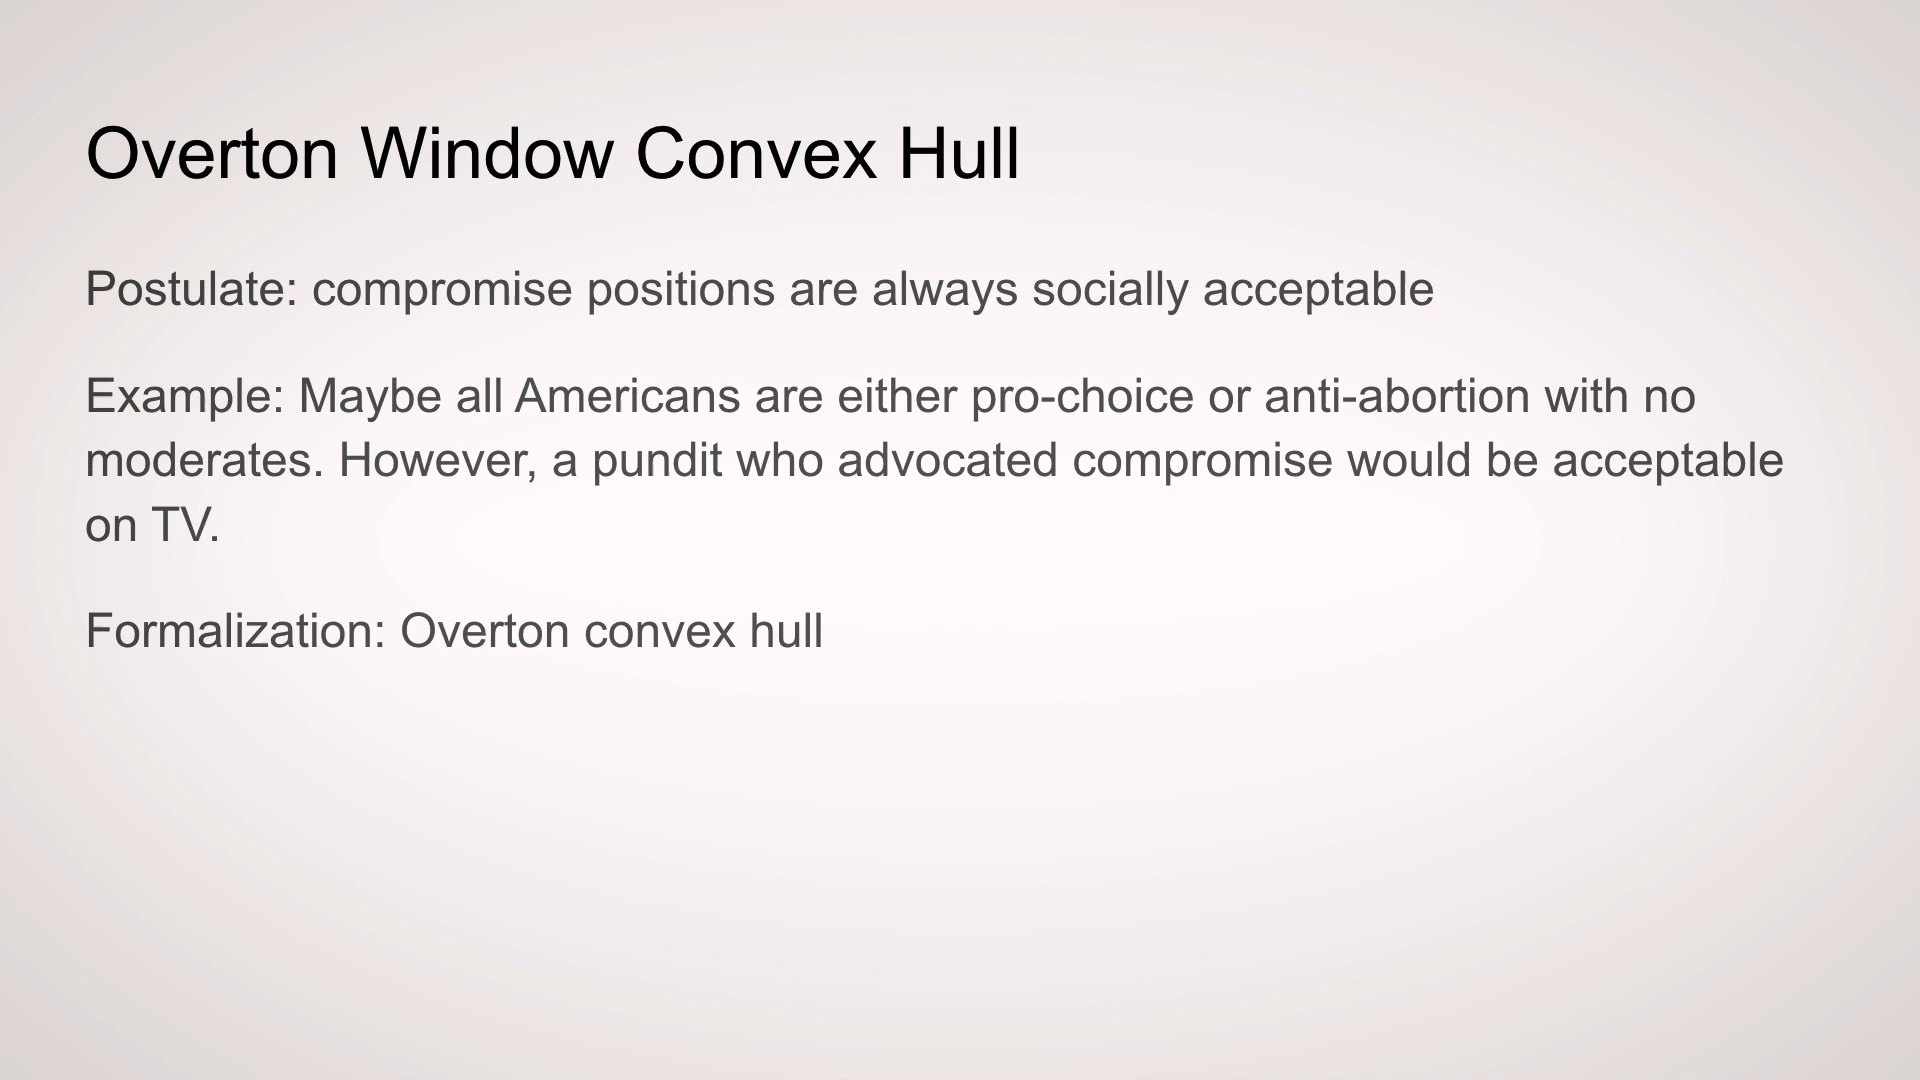 Overton Window Convex Hull
Postulate: compromise positions are always socially acceptable
Example: Maybe all Americans are either pro-choice or anti-abortion with no
moderates. However, a pundit who advocated compromise would be acceptable
on TV.
Formalization: Overton convex hull